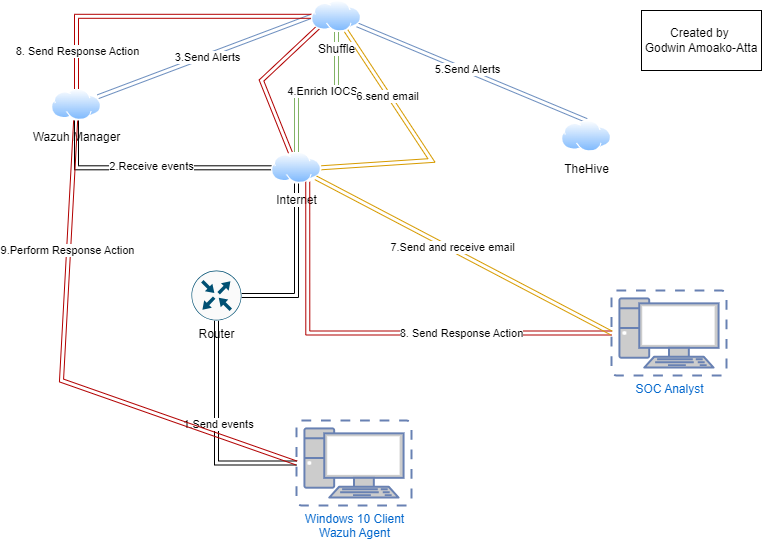 Created by
Godwin Amoako-Atta
Shuffle
8. Send Response Action
3.Send Alerts
5.Send Alerts
4.Enrich IOCS
6.send email
Wazuh Manager
2.Receive events
TheHive
Internet
7.Send and receive email
9.Perform Response Action
Router
8. Send Response Action
SOC Analyst
1.Send events
Windows 10 Client
Wazuh Agent